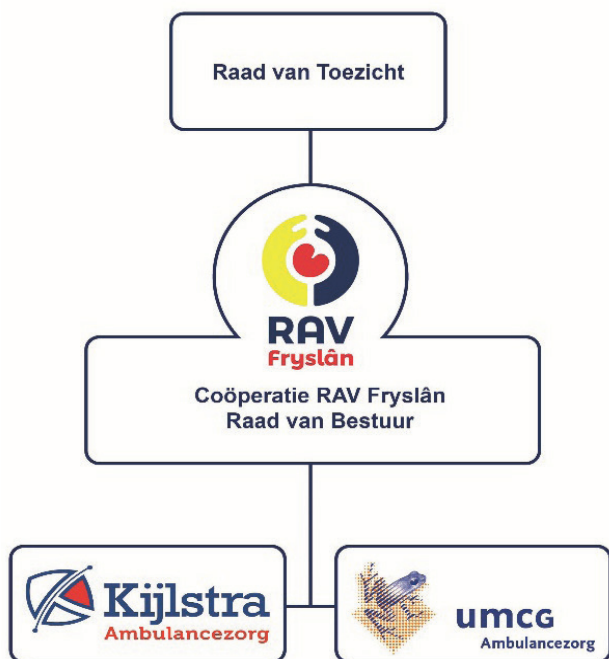 Raad van Toezicht
RAV
Fryslân
Coöperatie RAV Fryslân
Raad van Bestuur
Kijlstra
Ambulancezorg
umcg
Ambulancezorg